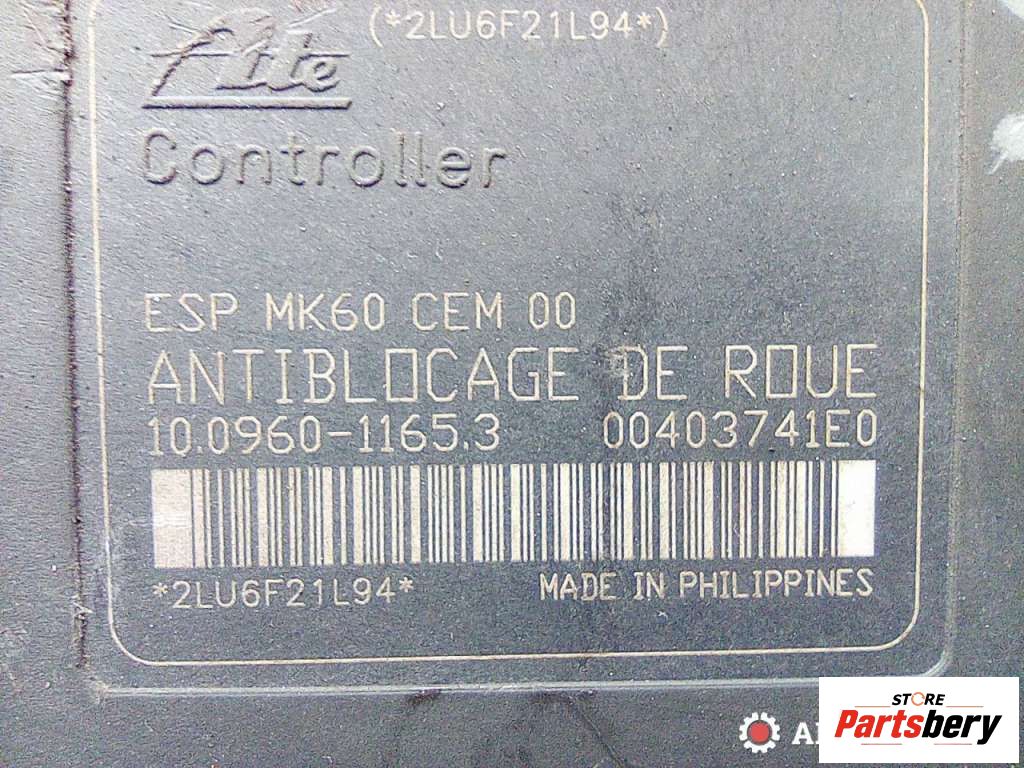 (*2LU6F21L94*)
Ate
Controller
ESP MK60 CEM 00
ANTIBLOCAGE DE ROUE
10.0960-1165.3 00403741E0
*2LU6F21L94* MADE IN PHILIPPINES
STORE
Partsbery